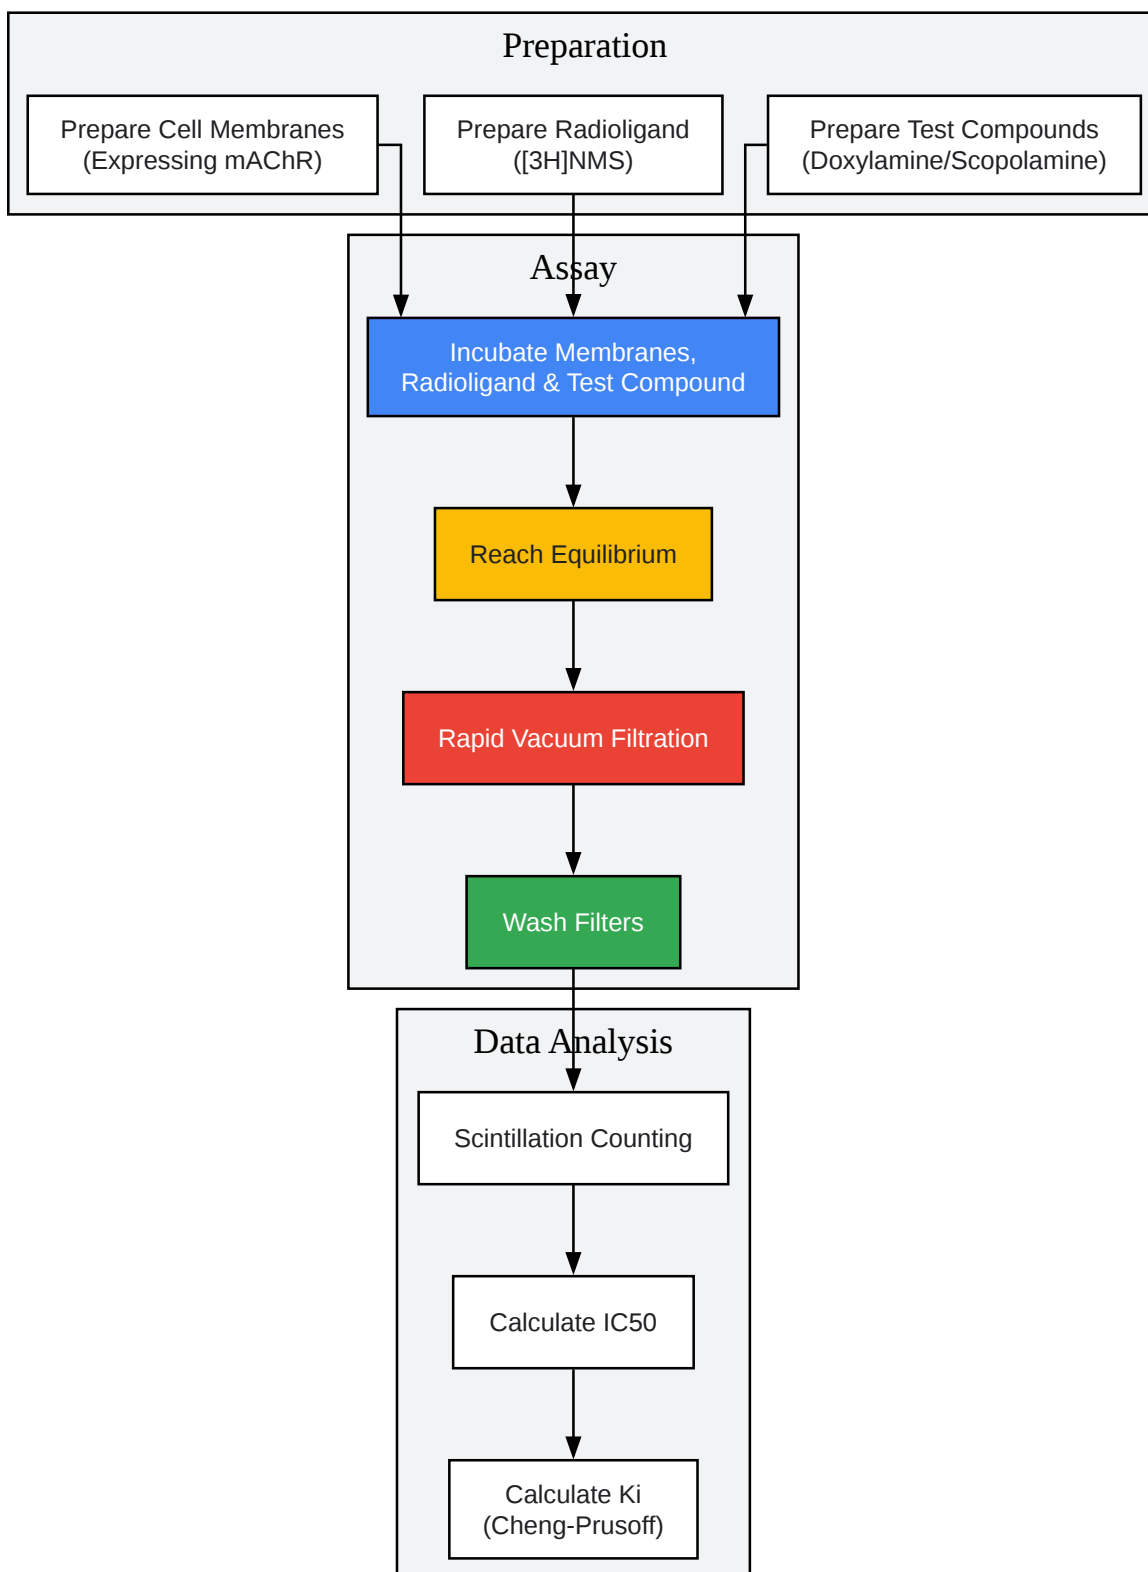 Preparation
Prepare Cell Membranes
(Expressing mAChR)
Prepare Radioligand
([3H]NMS)
Prepare Test Compounds
(Doxylamine/Scopolamine)
Assay
Incubate Membranes,
Radioligand & Test Compound
Reach Equilibrium
Rapid Vacuum Filtration
Wash Filters
Data Analysis
Scintillation Counting
Calculate IC50
Calculate Ki
(Cheng-Prusoff)